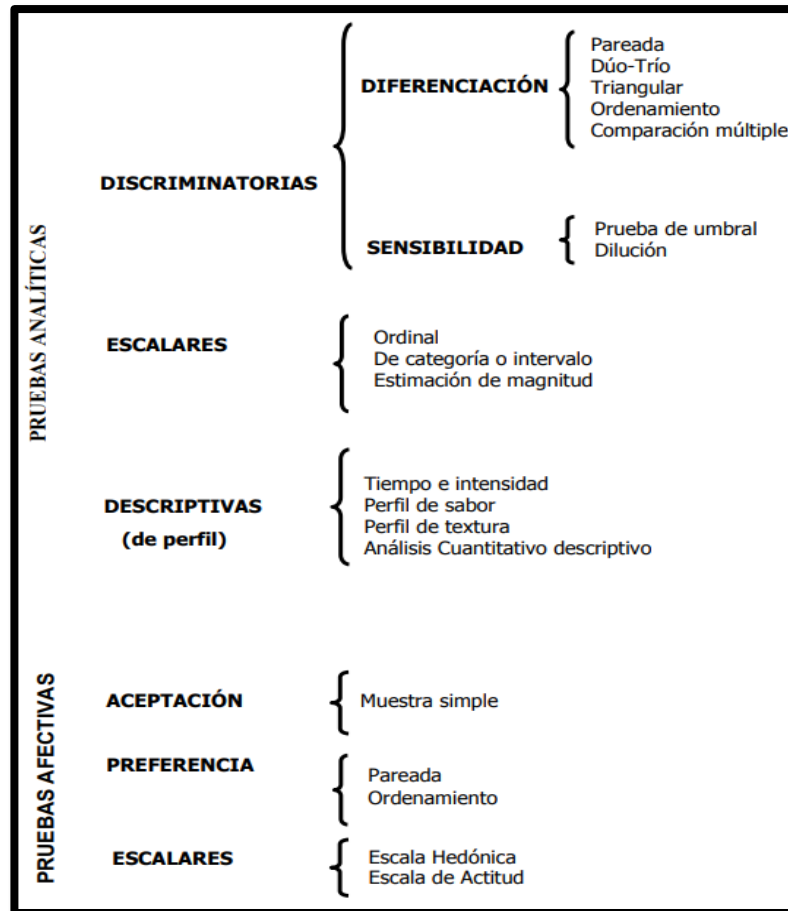 PRUEBAS ANALÍTICAS
DISCRIMINATORIAS
DIFERENCIACIÓN
Pareada
Dúo-Trío
Triangular
Ordenamiento
Comparación múltiple
SENSIBILIDAD
Prueba de umbral
Dilución
ESCALARES
Ordinal
De categoría o intervalo
Estimación de magnitud
DESCRIPTIVAS
(de perfil)
Tiempo e intensidad
Perfil de sabor
Perfil de textura
Análisis Cuantitativo descriptivo
PRUEBAS AFECTIVAS
ACEPTACIÓN
Muestra simple
PREFERENCIA
Pareada
Ordenamiento
ESCALARES
Escala Hedónica
Escala de Actitud